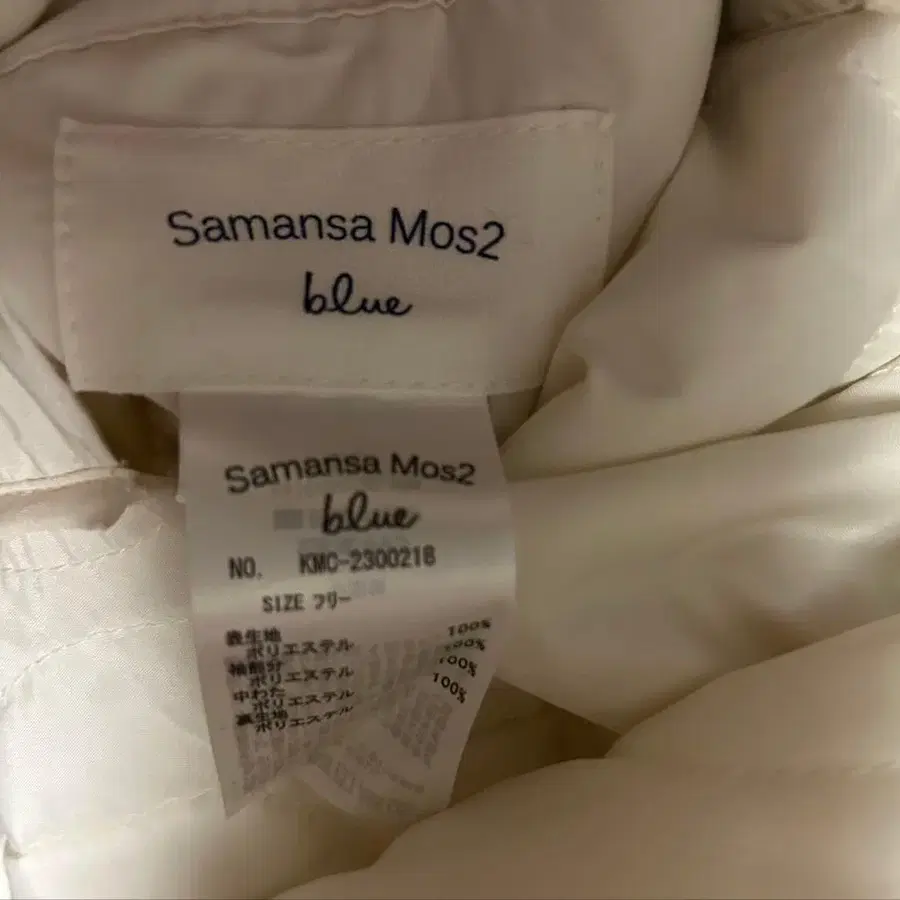 Samansa Mos2
blue
Samansa Mos2
blue
NO. KMC-2300218
SIZE フリー
表生地
ポリエステル 100%
袖部分
ポリエステル 100%
中わた
ポリエステル 100%
裏生地
ポリエステル 100%